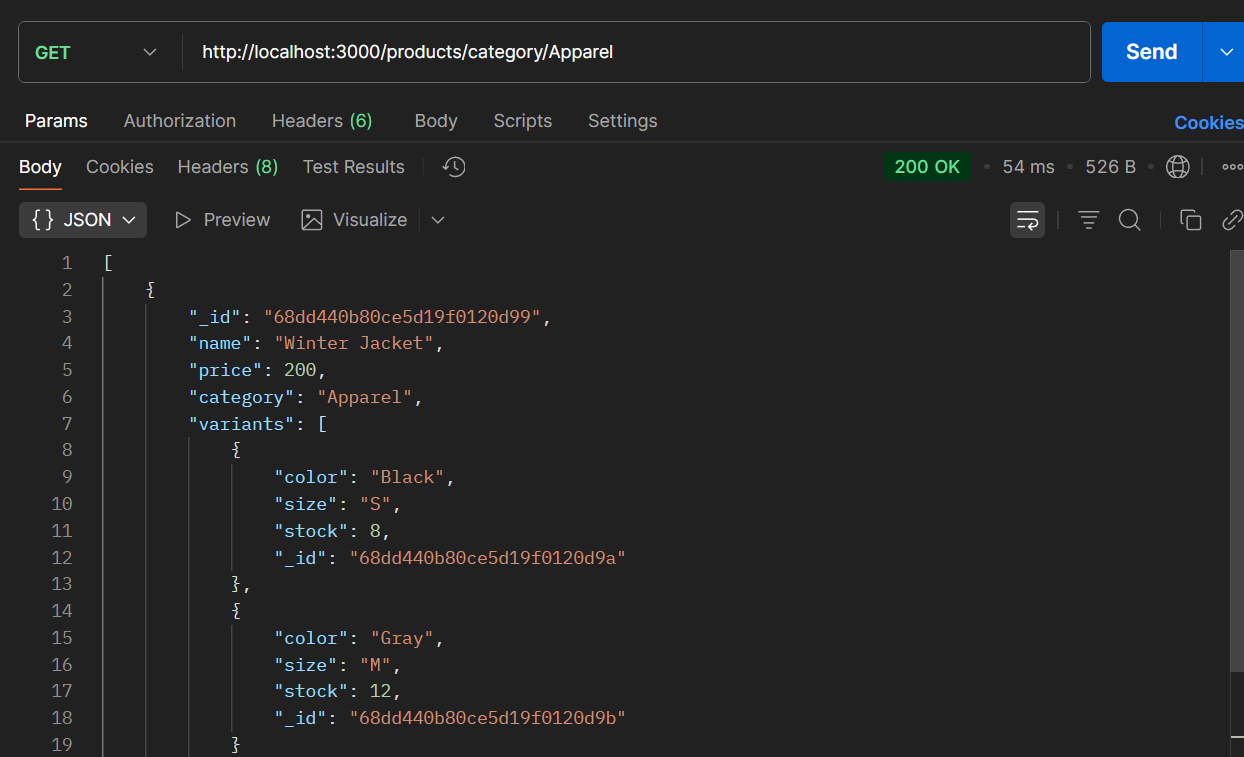 GET http://localhost:3000/products/category/Apparel Send
Params Authorization Headers (6) Body Scripts Settings Cookies
Body Cookies Headers (8) Test Results 200 OK • 54 ms • 526 B •
{} JSON Preview Visualize
1 [
2 {
3 "_id": "68dd440b80ce5d19f0120d99",
4 "name": "Winter Jacket",
5 "price": 200,
6 "category": "Apparel",
7 "variants": [
8 {
9 "color": "Black",
10 "size": "S",
11 "stock": 8,
12 "_id": "68dd440b80ce5d19f0120d9a"
13 },
14 {
15 "color": "Gray",
16 "size": "M",
17 "stock": 12,
18 "_id": "68dd440b80ce5d19f0120d9b"
19 }